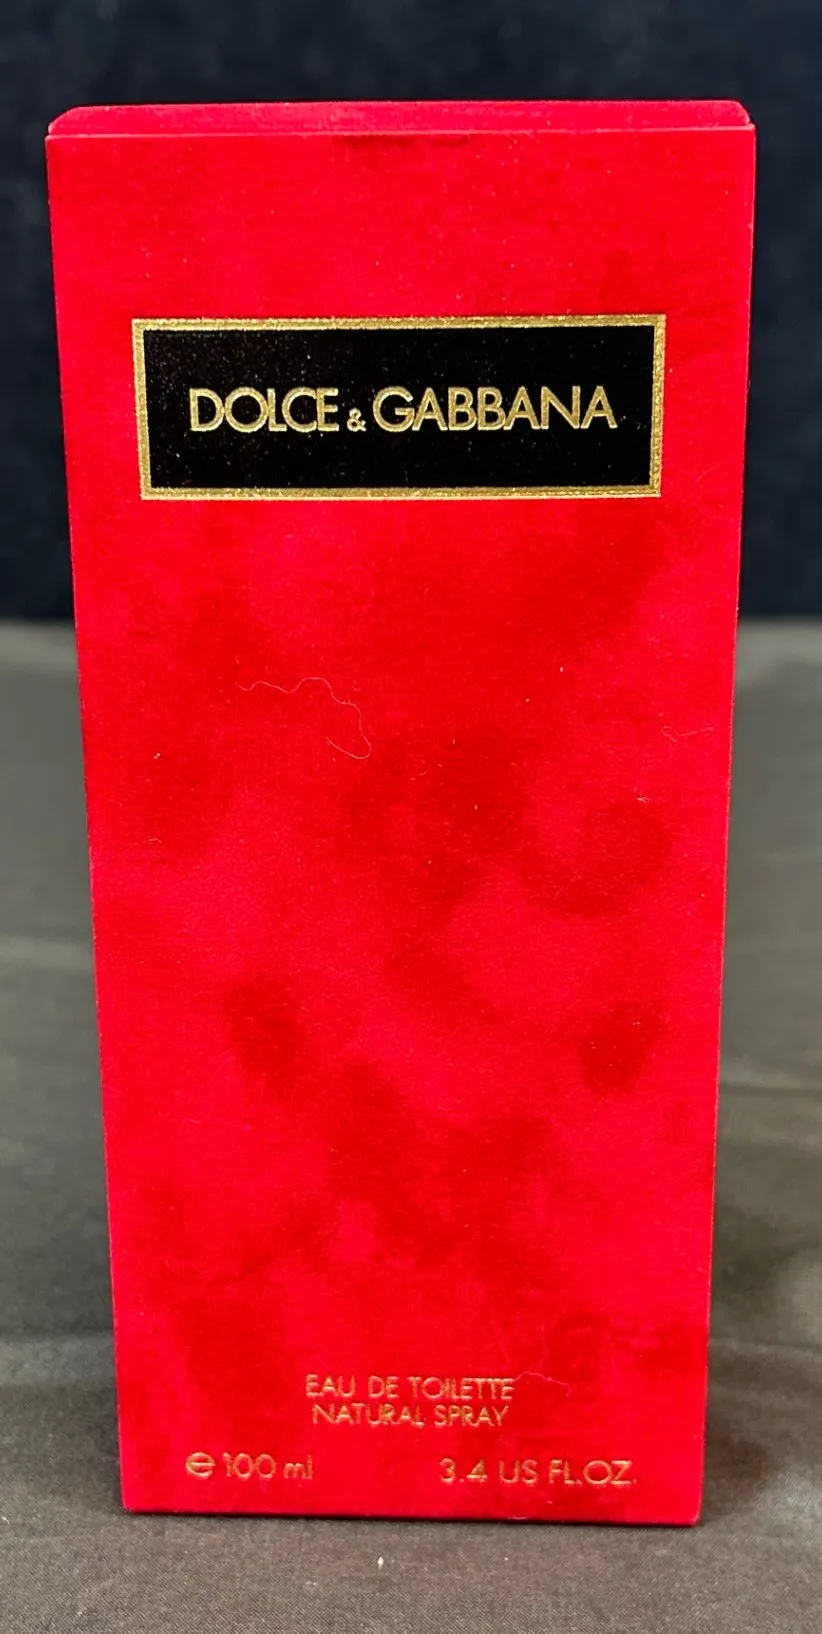 DOLCE & GABBANA
EAU DE TOILETTE
NATURAL SPRAY
℮ 100 ml 3.4 US FL.OZ.